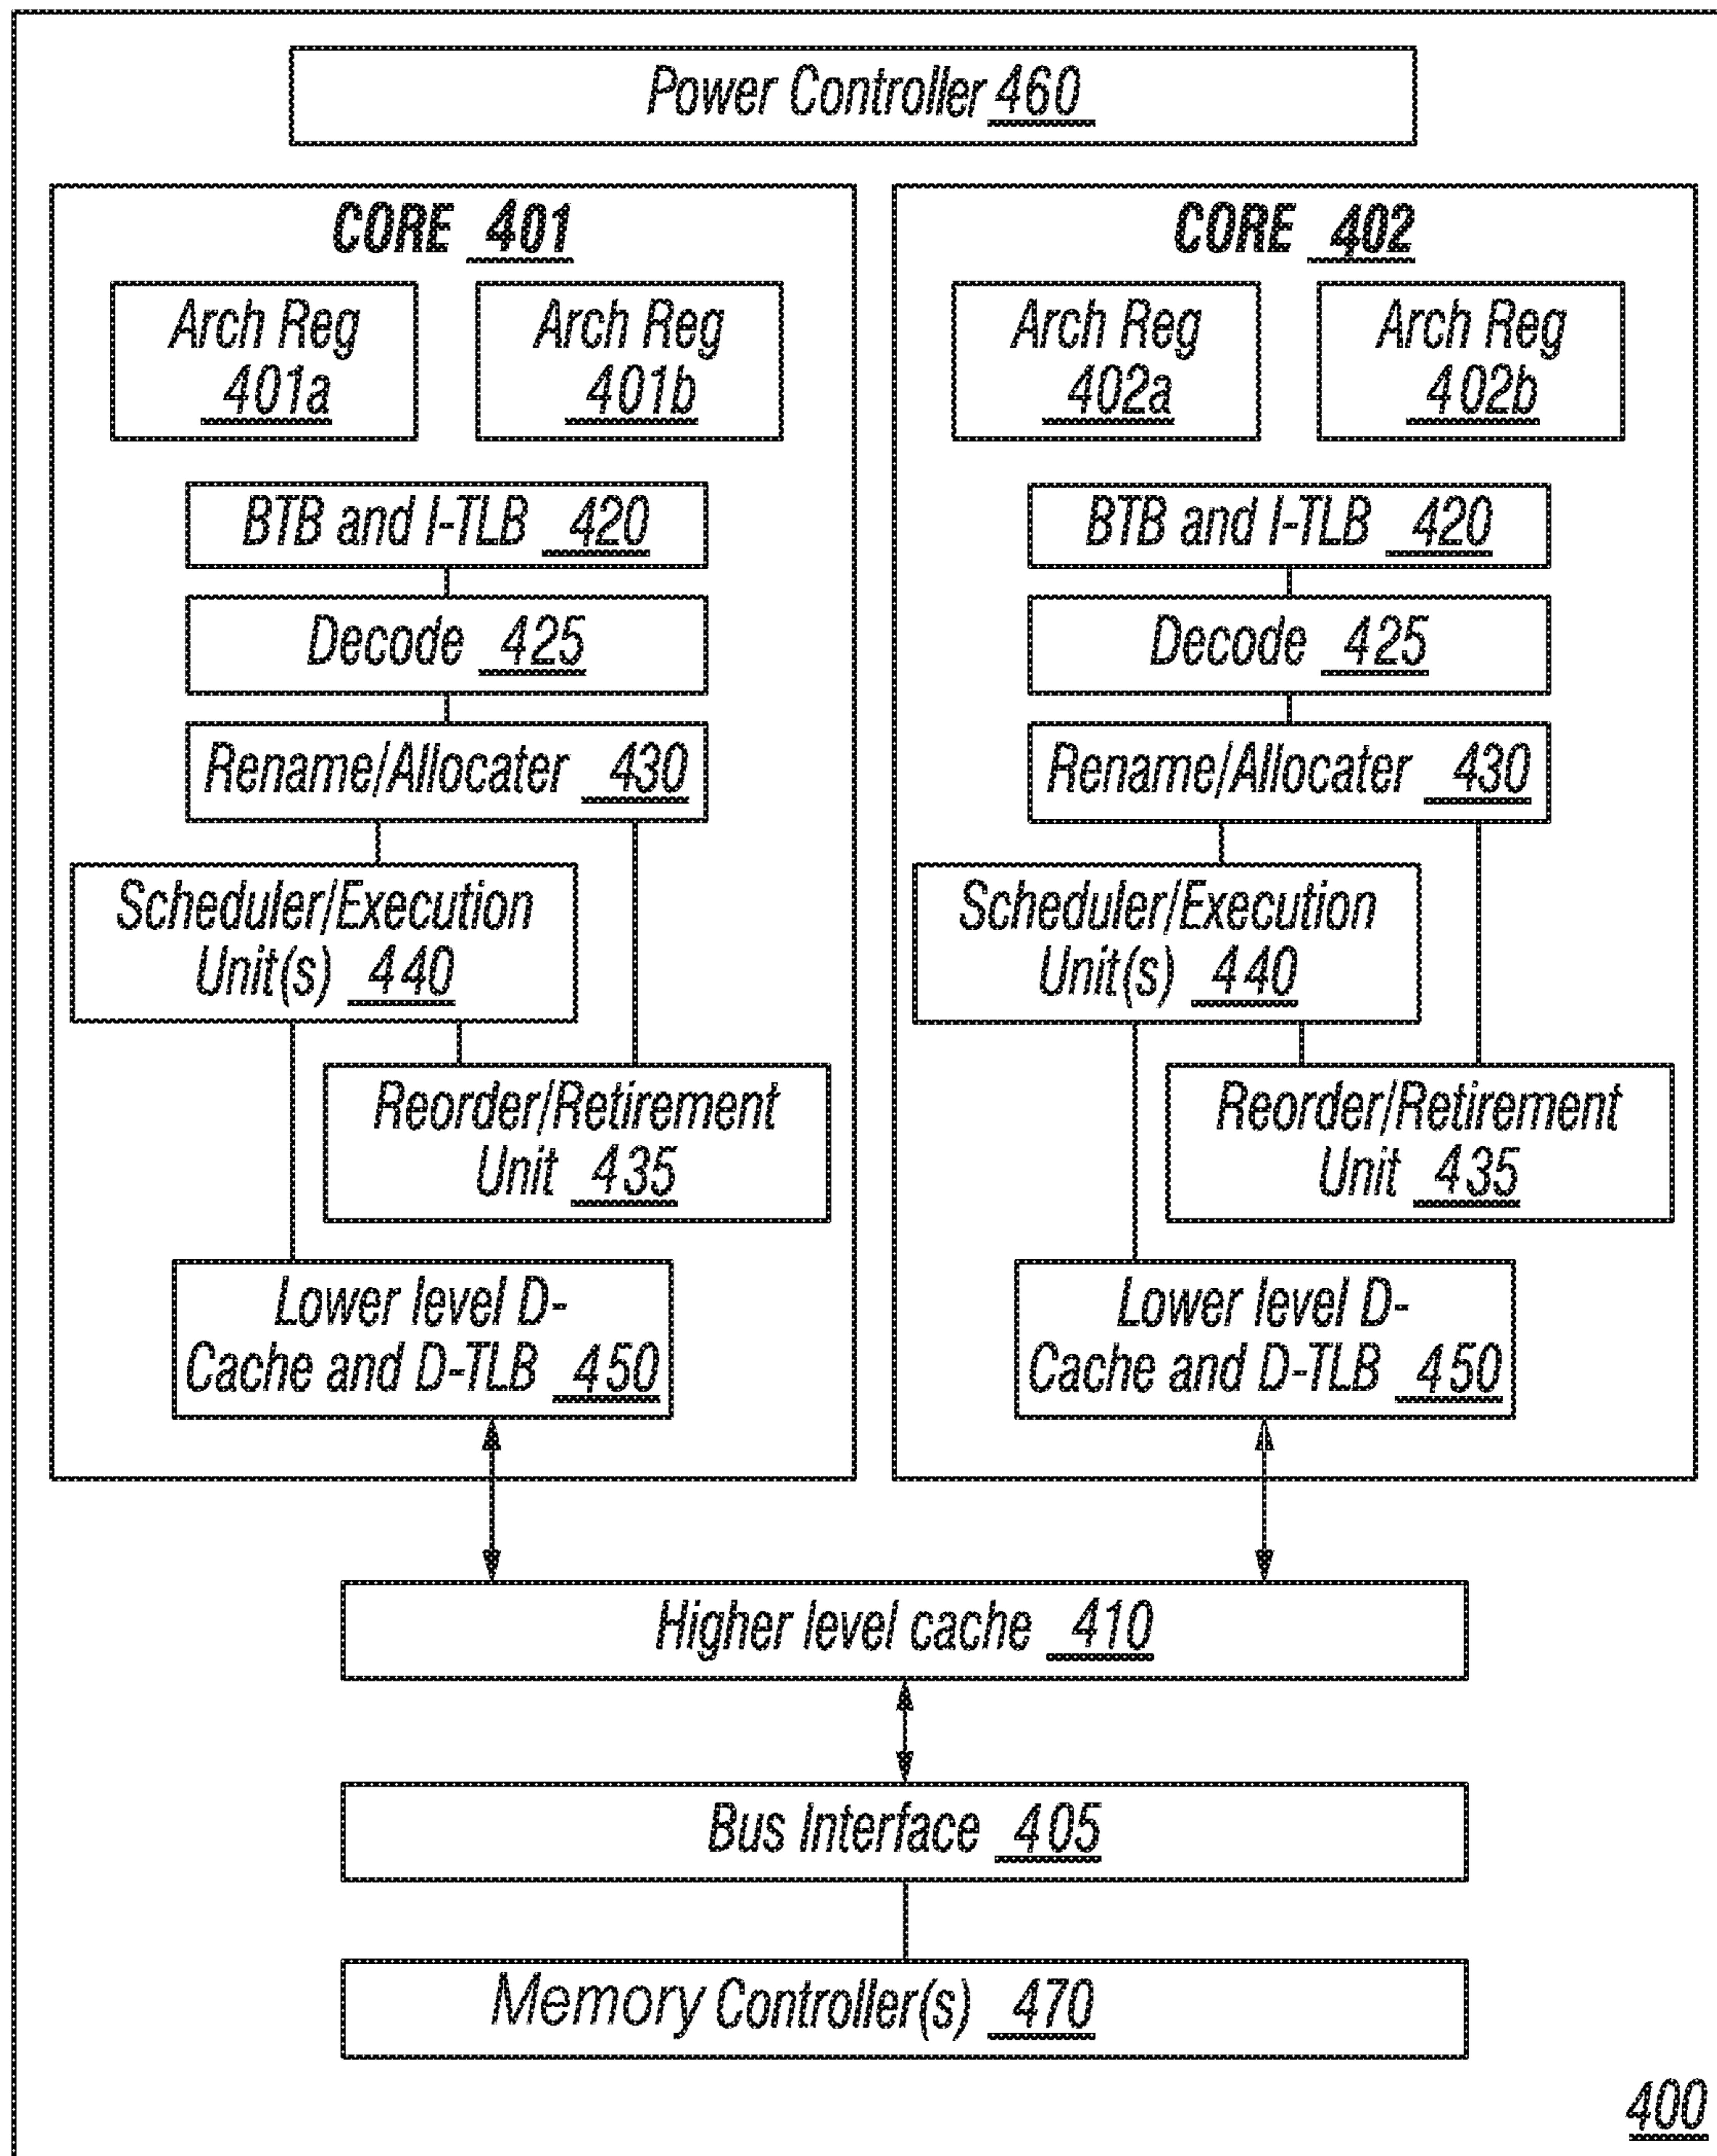 Power Controller 460
CORE 401
Arch Reg
401a
Arch Reg
401b
BTB and I-TLB 420
Decode 425
Rename/Allocater 430
Scheduler/Execution
Unit(s) 440
Reorder/Retirement
Unit 435
Lower level D-
Cache and D-TLB 450
CORE 402
Arch Reg
402a
Arch Reg
402b
BTB and I-TLB 420
Decode 425
Rename/Allocater 430
Scheduler/Execution
Unit(s) 440
Reorder/Retirement
Unit 435
Lower level D-
Cache and D-TLB 450
Higher level cache 410
Bus Interface 405
Memory Controller(s) 470
400